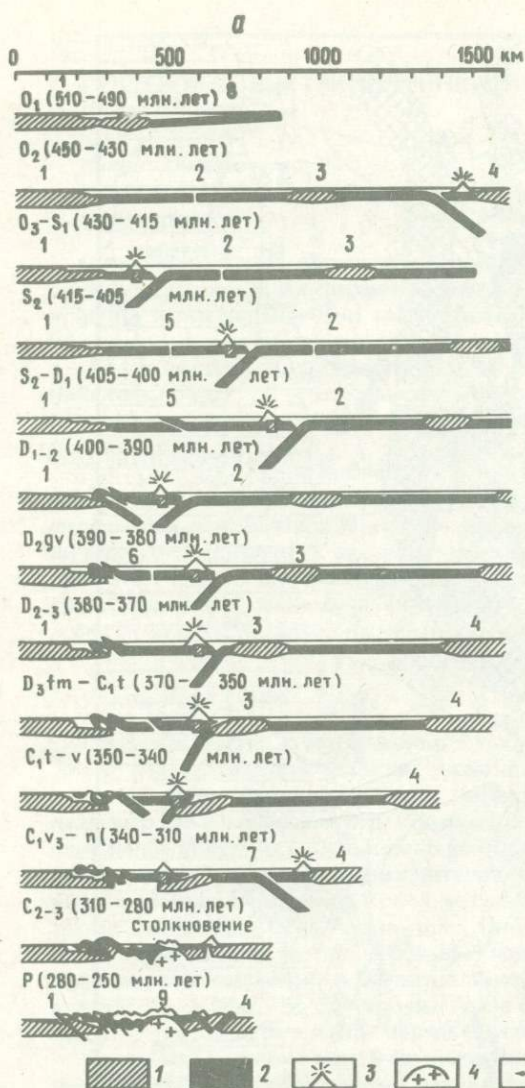 а
0 500 1000 1500 км
1 8
O₁ (510-490 млн. лет)
O₂ (450-430 млн. лет)
1 2 3 4
O₃-S₁ (430-415 млн. лет)
1 2 3
S₂ (415-405 млн. лет)
1 5 2
S₂-D₁ (405-400 млн. лет)
1 5 2
D₁₋₂ (400-390 млн. лет)
1 2
D₂gv (390-380 млн. лет)
6 3
D₂₋₃ (380-370 млн. лет)
1 3 4
D₃fm - C₁t (370-350 млн. лет)
3 4
C₁t-v (350-340 млн. лет)
4
C₁v₃-n (340-310 млн. лет)
7 4
C₂₋₃ (310-280 млн. лет)
столкновение
P (280-250 млн. лет)
1 9 4
1 2 3 4